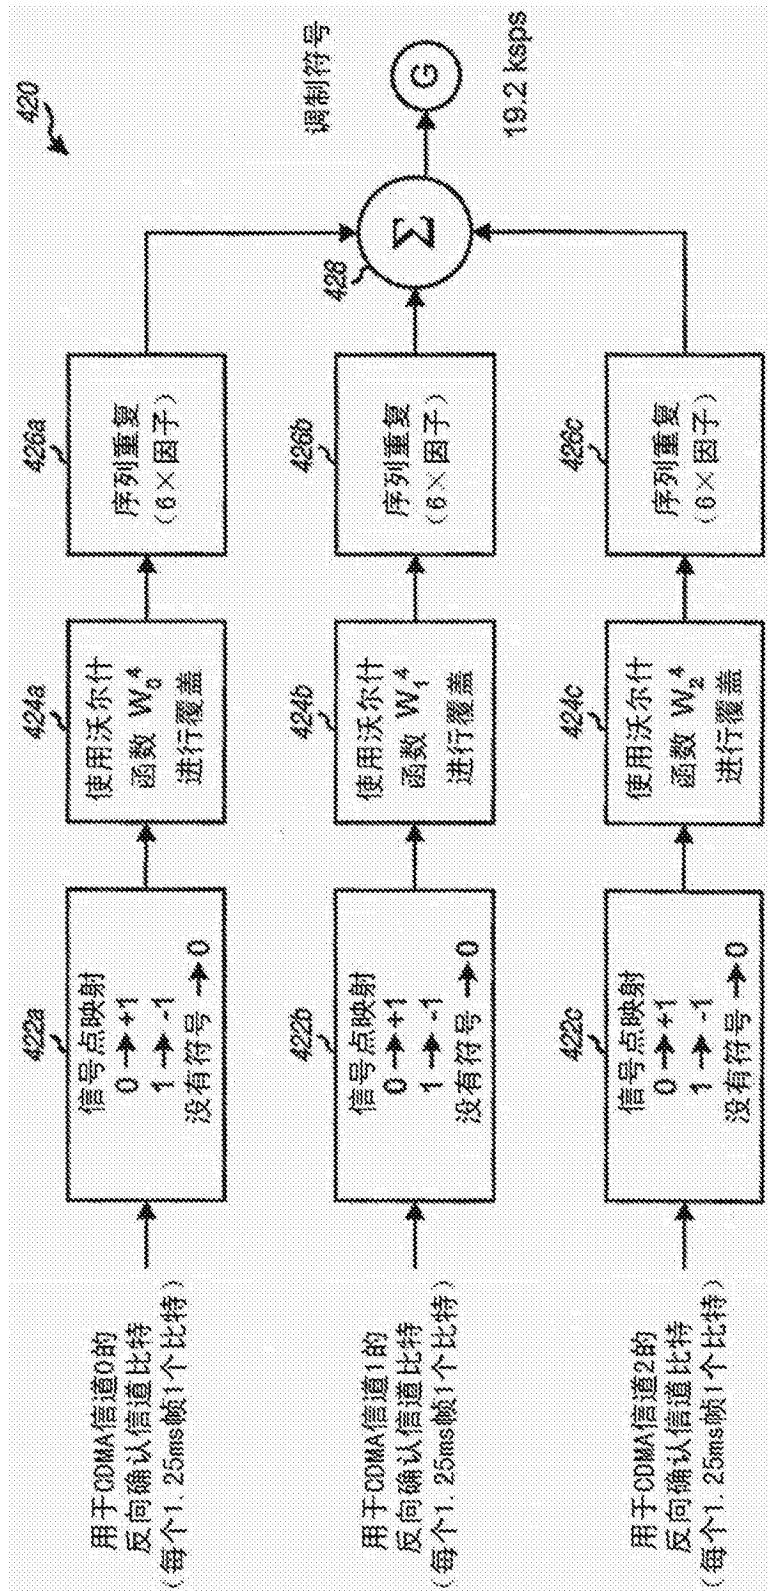 420
用于CDMA信道0的
反向确认信道比特
(每个1.25ms帧1个比特)
422a
信号点映射
0→+1
1→-1
没有符号→0
424a
使用沃尔什
函数 W₀⁴
进行覆盖
426a
序列重复
(6×因子)
用于CDMA信道1的
反向确认信道比特
(每个1.25ms帧1个比特)
422b
信号点映射
0→+1
1→-1
没有符号→0
424b
使用沃尔什
函数 W₁⁴
进行覆盖
426b
序列重复
(6×因子)
428
Σ
调制符号
G
19.2 ksps
用于CDMA信道2的
反向确认信道比特
(每个1.25ms帧1个比特)
422c
信号点映射
0→+1
1→-1
没有符号→0
424c
使用沃尔什
函数 W₂⁴
进行覆盖
426c
序列重复
(6×因子)